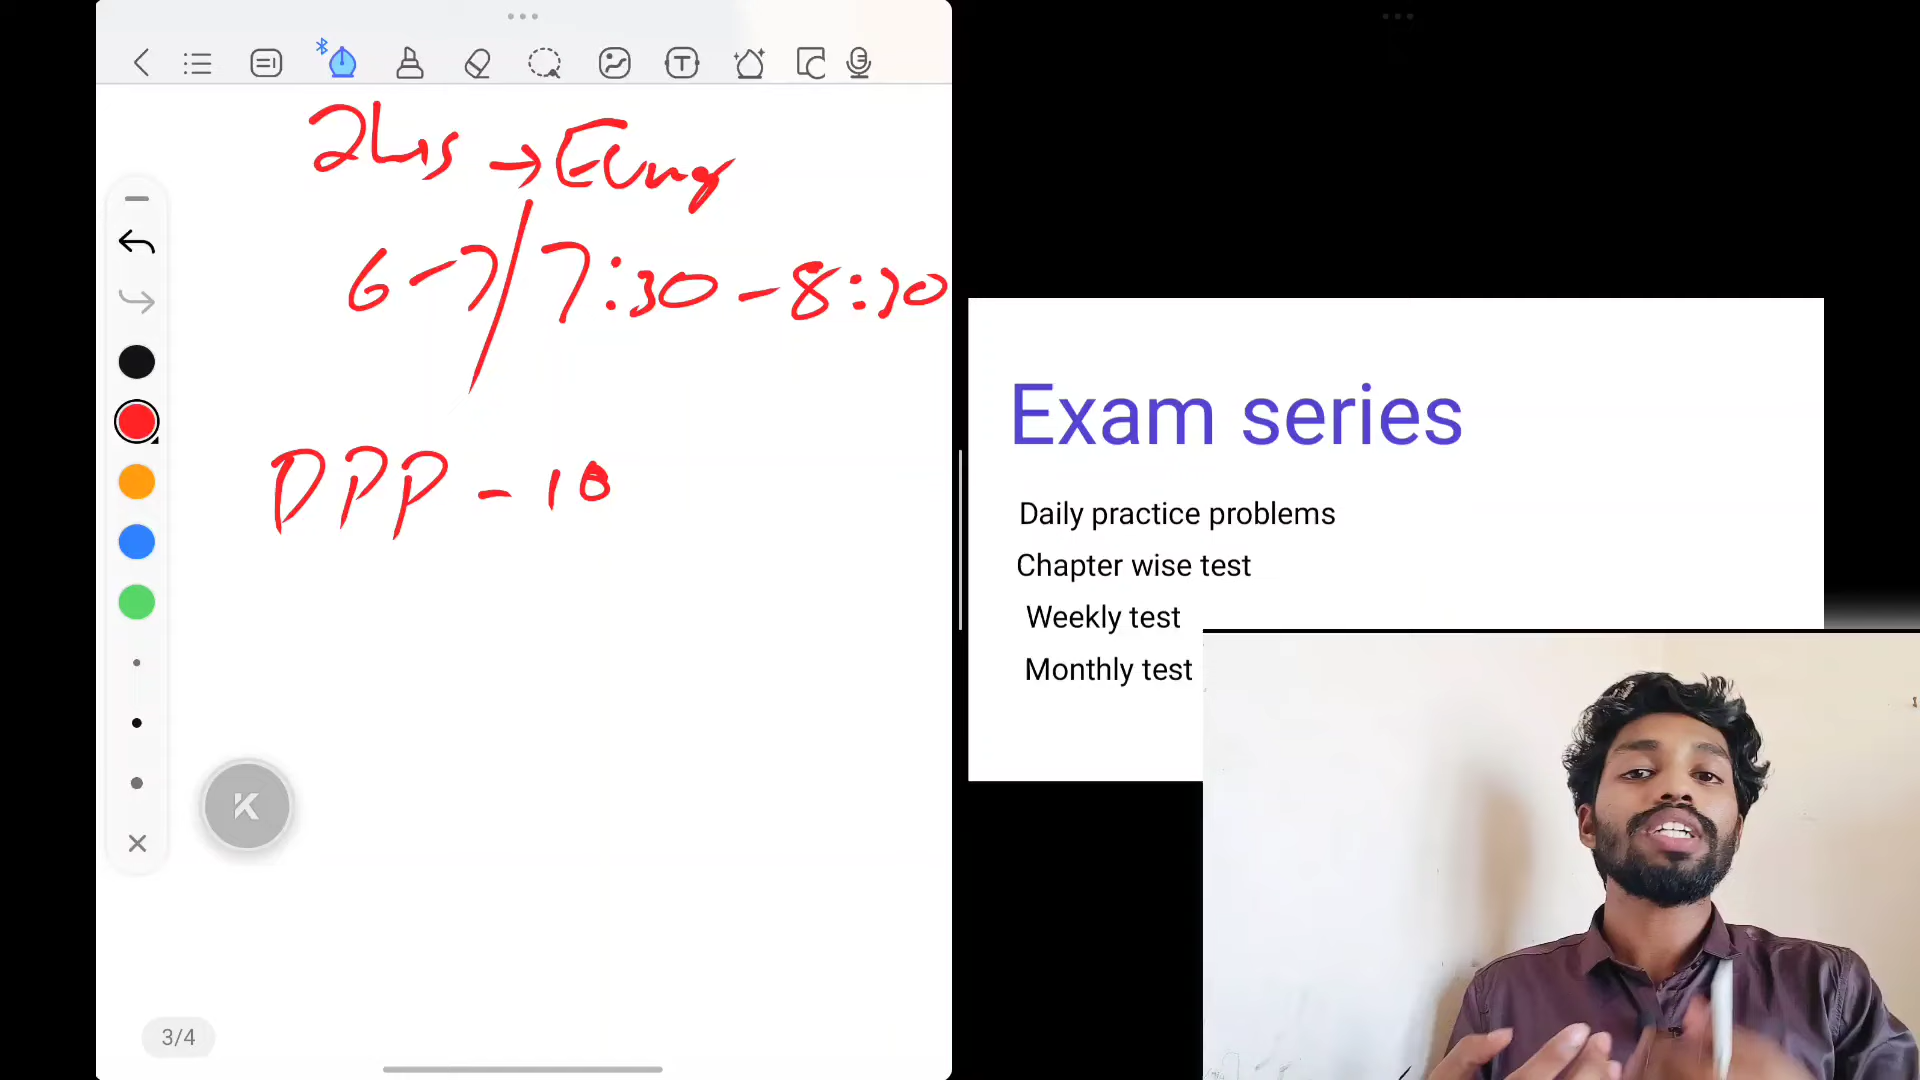 2hrs →
6-7/7:30-8:30
DPP - 10
K
3/4
Exam series
Daily practice problems
Chapter wise test
Weekly test
Monthly test